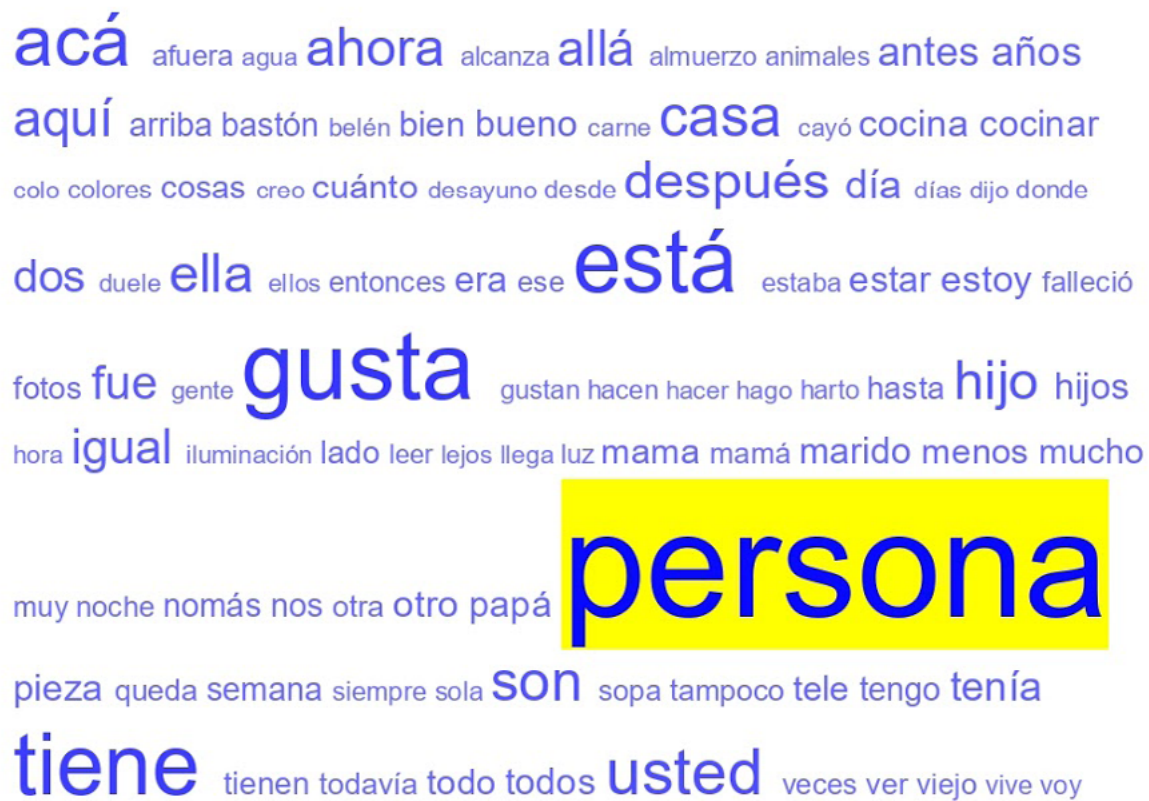 acá afuera agua ahora alcanza allá almuerzo animales antes años
aquí arriba bastón belén bien bueno carne casa cayó cocina cocinar
colo colores cosas creo cuánto desayuno desde después día días dijo donde
dos duele ella ellos entonces era ese está estaba estar estoy falleció
fotos fue gente gusta gustan hacen hacer hago harto hasta hijo hijos
hora igual iluminación lado leer lejos llega luz mama mamá marido menos mucho
muy noche nomás nos otra otro papá persona
pieza queda semana siempre sola son sopa tampoco tele tengo tenía
tiene tienen todavía todo todos usted veces ver viejo vive voy